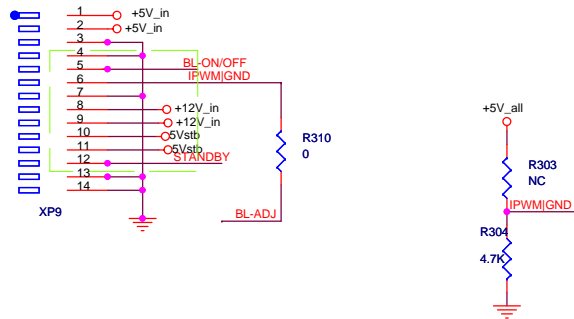 1 +5V_in
2 +5V_in
3
4
5 BL-ON/OFF
6 IPWM|GND
7
8 +12V_in
9 +12V_in
10 5Vstb
11 5Vstb
12 STANDBY
13
14
XP9
R310
0
BL-ADJ
+5V_all
R303
NC
IPWM|GND
R304
4.7K